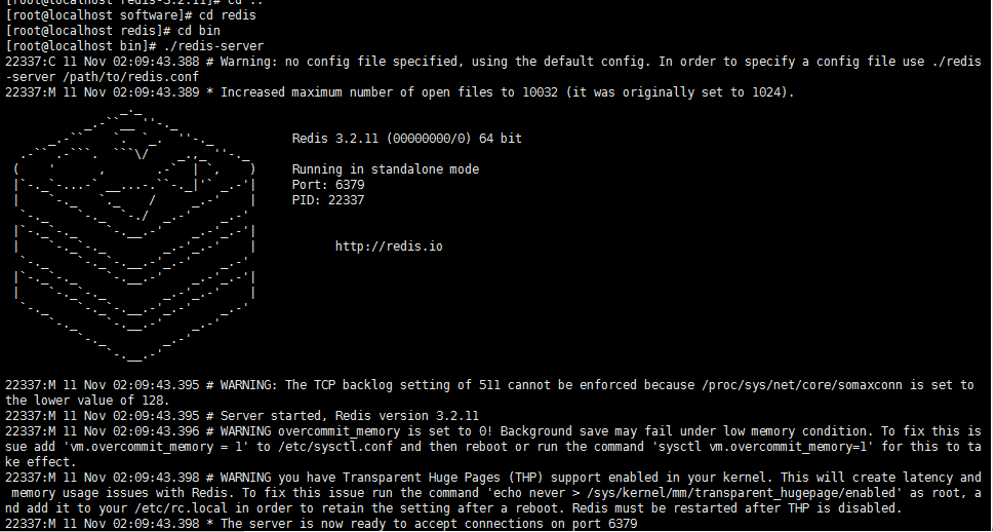 [root@localhost redis-3.2.11]# cd ..
[root@localhost software]# cd redis
[root@localhost redis]# cd bin
[root@localhost bin]# ./redis-server
22337:C 11 Nov 02:09:43.388 # Warning: no config file specified, using the default config. In order to specify a config file use ./redis
-server /path/to/redis.conf
22337:M 11 Nov 02:09:43.389 * Increased maximum number of open files to 10032 (it was originally set to 1024).
Redis 3.2.11 (00000000/0) 64 bit
Running in standalone mode
Port: 6379
PID: 22337
http://redis.io
22337:M 11 Nov 02:09:43.395 # WARNING: The TCP backlog setting of 511 cannot be enforced because /proc/sys/net/core/somaxconn is set to
the lower value of 128.
22337:M 11 Nov 02:09:43.395 # Server started, Redis version 3.2.11
22337:M 11 Nov 02:09:43.396 # WARNING overcommit_memory is set to 0! Background save may fail under low memory condition. To fix this is
sue add 'vm.overcommit_memory = 1' to /etc/sysctl.conf and then reboot or run the command 'sysctl vm.overcommit_memory=1' for this to ta
ke effect.
22337:M 11 Nov 02:09:43.398 # WARNING you have Transparent Huge Pages (THP) support enabled in your kernel. This will create latency and
memory usage issues with Redis. To fix this issue run the command 'echo never > /sys/kernel/mm/transparent_hugepage/enabled' as root, a
nd add it to your /etc/rc.local in order to retain the setting after a reboot. Redis must be restarted after THP is disabled.
22337:M 11 Nov 02:09:43.398 * The server is now ready to accept connections on port 6379